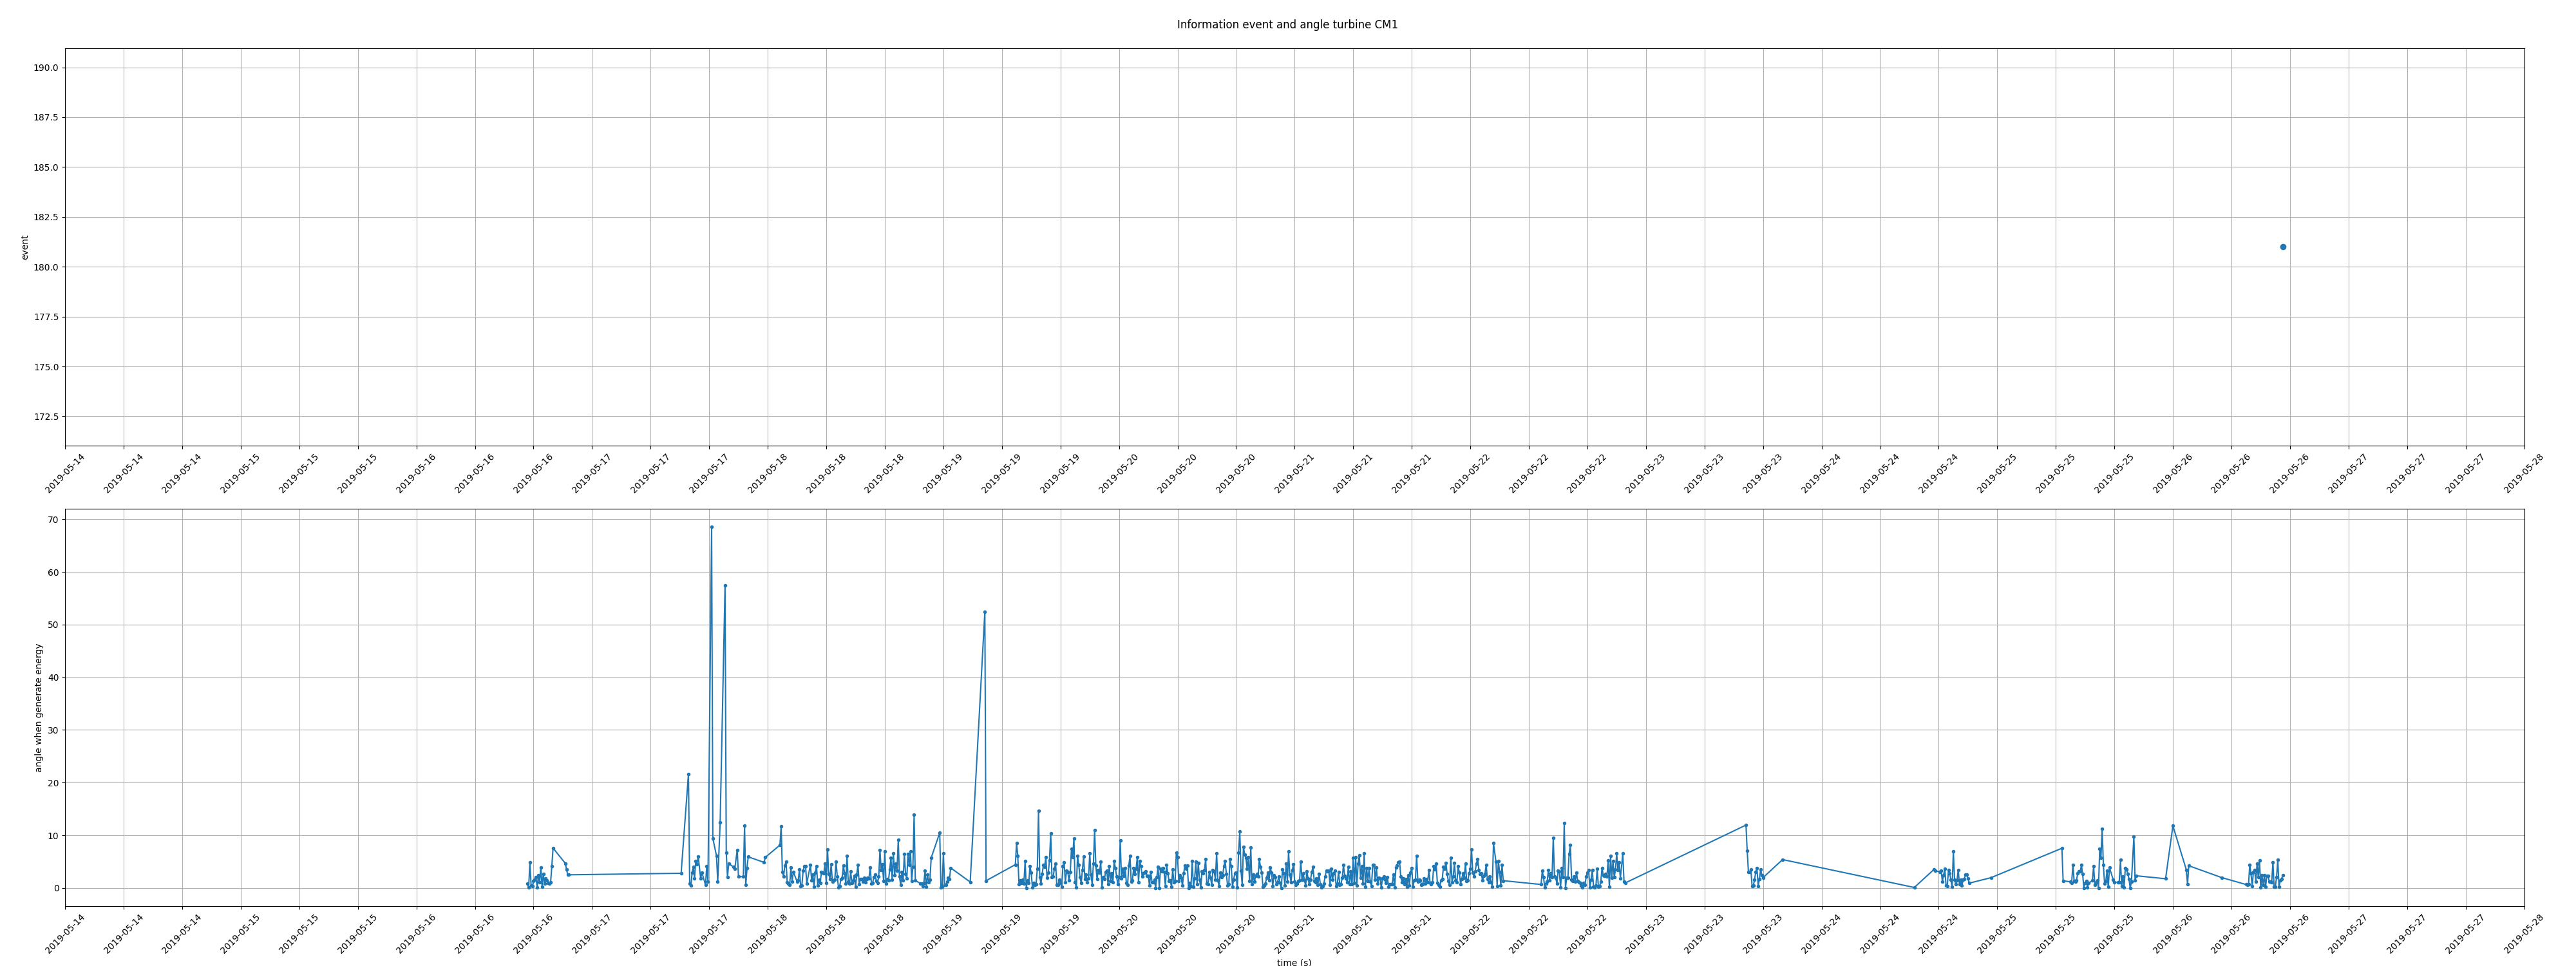 Information event and angle turbine CM1
190.0
187.5
185.0
182.5
180.0
177.5
175.0
172.5
event
2019-05-14 2019-05-14 2019-05-14 2019-05-15 2019-05-15 2019-05-15 2019-05-16 2019-05-16 2019-05-16 2019-05-17 2019-05-17 2019-05-17 2019-05-18 2019-05-18 2019-05-18 2019-05-19 2019-05-19 2019-05-19 2019-05-20 2019-05-20 2019-05-20 2019-05-21 2019-05-21 2019-05-21 2019-05-22 2019-05-22 2019-05-22 2019-05-23 2019-05-23 2019-05-23 2019-05-24 2019-05-24 2019-05-24 2019-05-25 2019-05-25 2019-05-25 2019-05-26 2019-05-26 2019-05-26 2019-05-27 2019-05-27 2019-05-27 2019-05-28
70
60
50
40
30
20
10
0
angle when generate energy
2019-05-14 2019-05-14 2019-05-14 2019-05-15 2019-05-15 2019-05-15 2019-05-16 2019-05-16 2019-05-16 2019-05-17 2019-05-17 2019-05-17 2019-05-18 2019-05-18 2019-05-18 2019-05-19 2019-05-19 2019-05-19 2019-05-20 2019-05-20 2019-05-20 2019-05-21 2019-05-21 2019-05-21 2019-05-22 2019-05-22 2019-05-22 2019-05-23 2019-05-23 2019-05-23 2019-05-24 2019-05-24 2019-05-24 2019-05-25 2019-05-25 2019-05-25 2019-05-26 2019-05-26 2019-05-26 2019-05-27 2019-05-27 2019-05-27 2019-05-28
time (s)